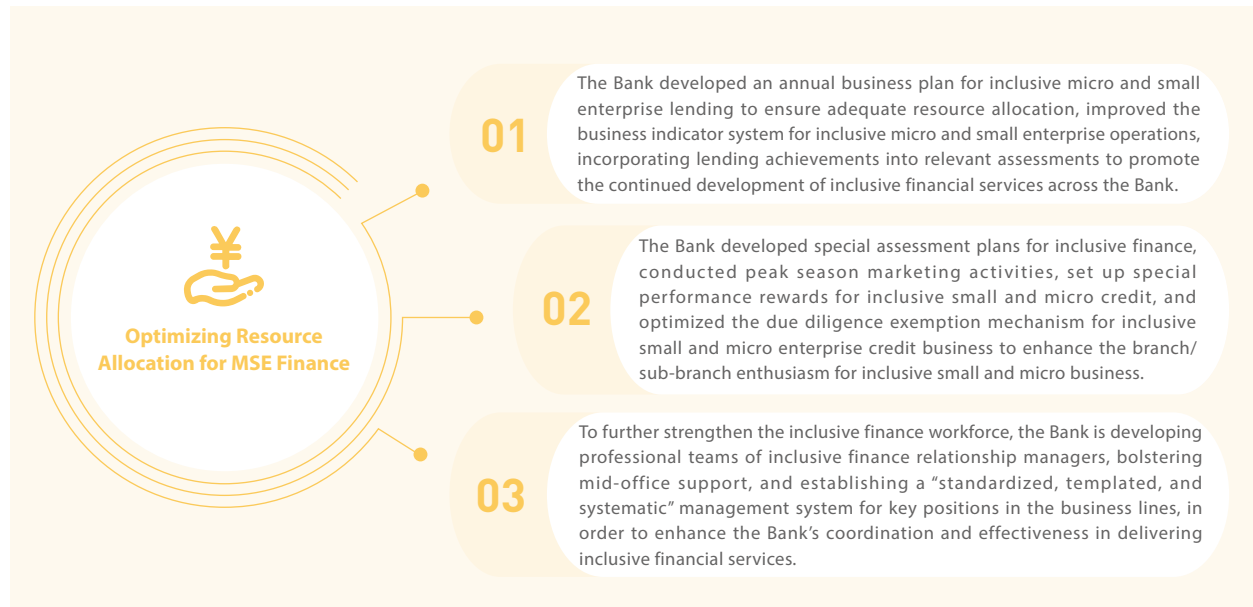 Optimizing Resource
Allocation for MSE Finance
01
The Bank developed an annual business plan for inclusive micro and small
enterprise lending to ensure adequate resource allocation, improved the
business indicator system for inclusive micro and small enterprise operations,
incorporating lending achievements into relevant assessments to promote
the continued development of inclusive financial services across the Bank.
02
The Bank developed special assessment plans for inclusive finance,
conducted peak season marketing activities, set up special
performance rewards for inclusive small and micro credit, and
optimized the due diligence exemption mechanism for inclusive
small and micro enterprise credit business to enhance the branch/
sub-branch enthusiasm for inclusive small and micro business.
03
To further strengthen the inclusive finance workforce, the Bank is developing
professional teams of inclusive finance relationship managers, bolstering
mid-office support, and establishing a “standardized, templated, and
systematic” management system for key positions in the business lines, in
order to enhance the Bank’s coordination and effectiveness in delivering
inclusive financial services.